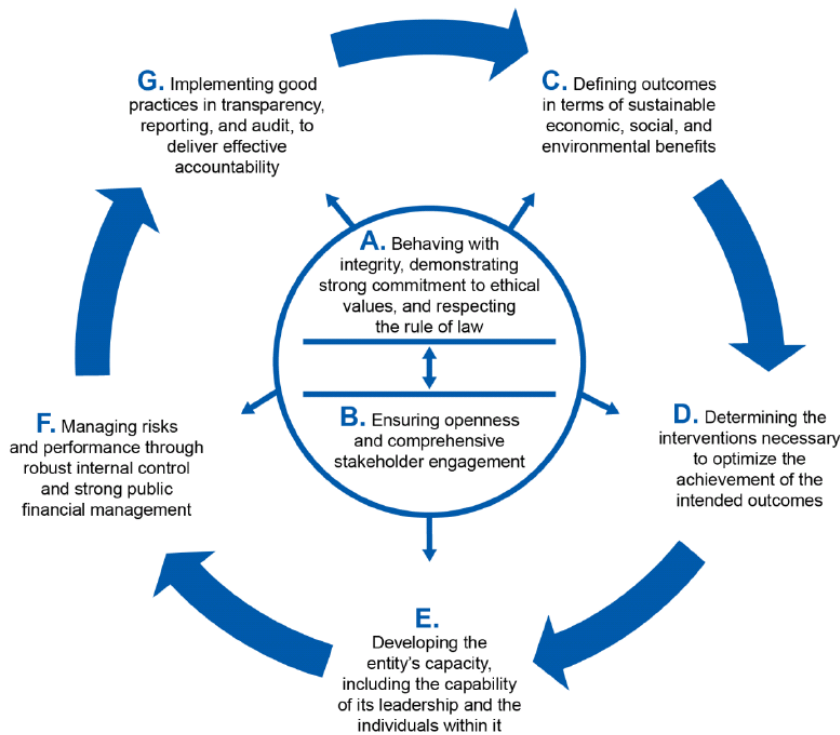 G. Implementing good
practices in transparency,
reporting, and audit, to
deliver effective
accountability
C. Defining outcomes
in terms of sustainable
economic, social, and
environmental benefits
A. Behaving with
integrity, demonstrating
strong commitment to ethical
values, and respecting
the rule of law
B. Ensuring openness
and comprehensive
stakeholder engagement
D. Determining the
interventions necessary
to optimize the
achievement of the
intended outcomes
F. Managing risks
and performance through
robust internal control
and strong public
financial management
E.
Developing the
entity's capacity,
including the capability
of its leadership and the
individuals within it